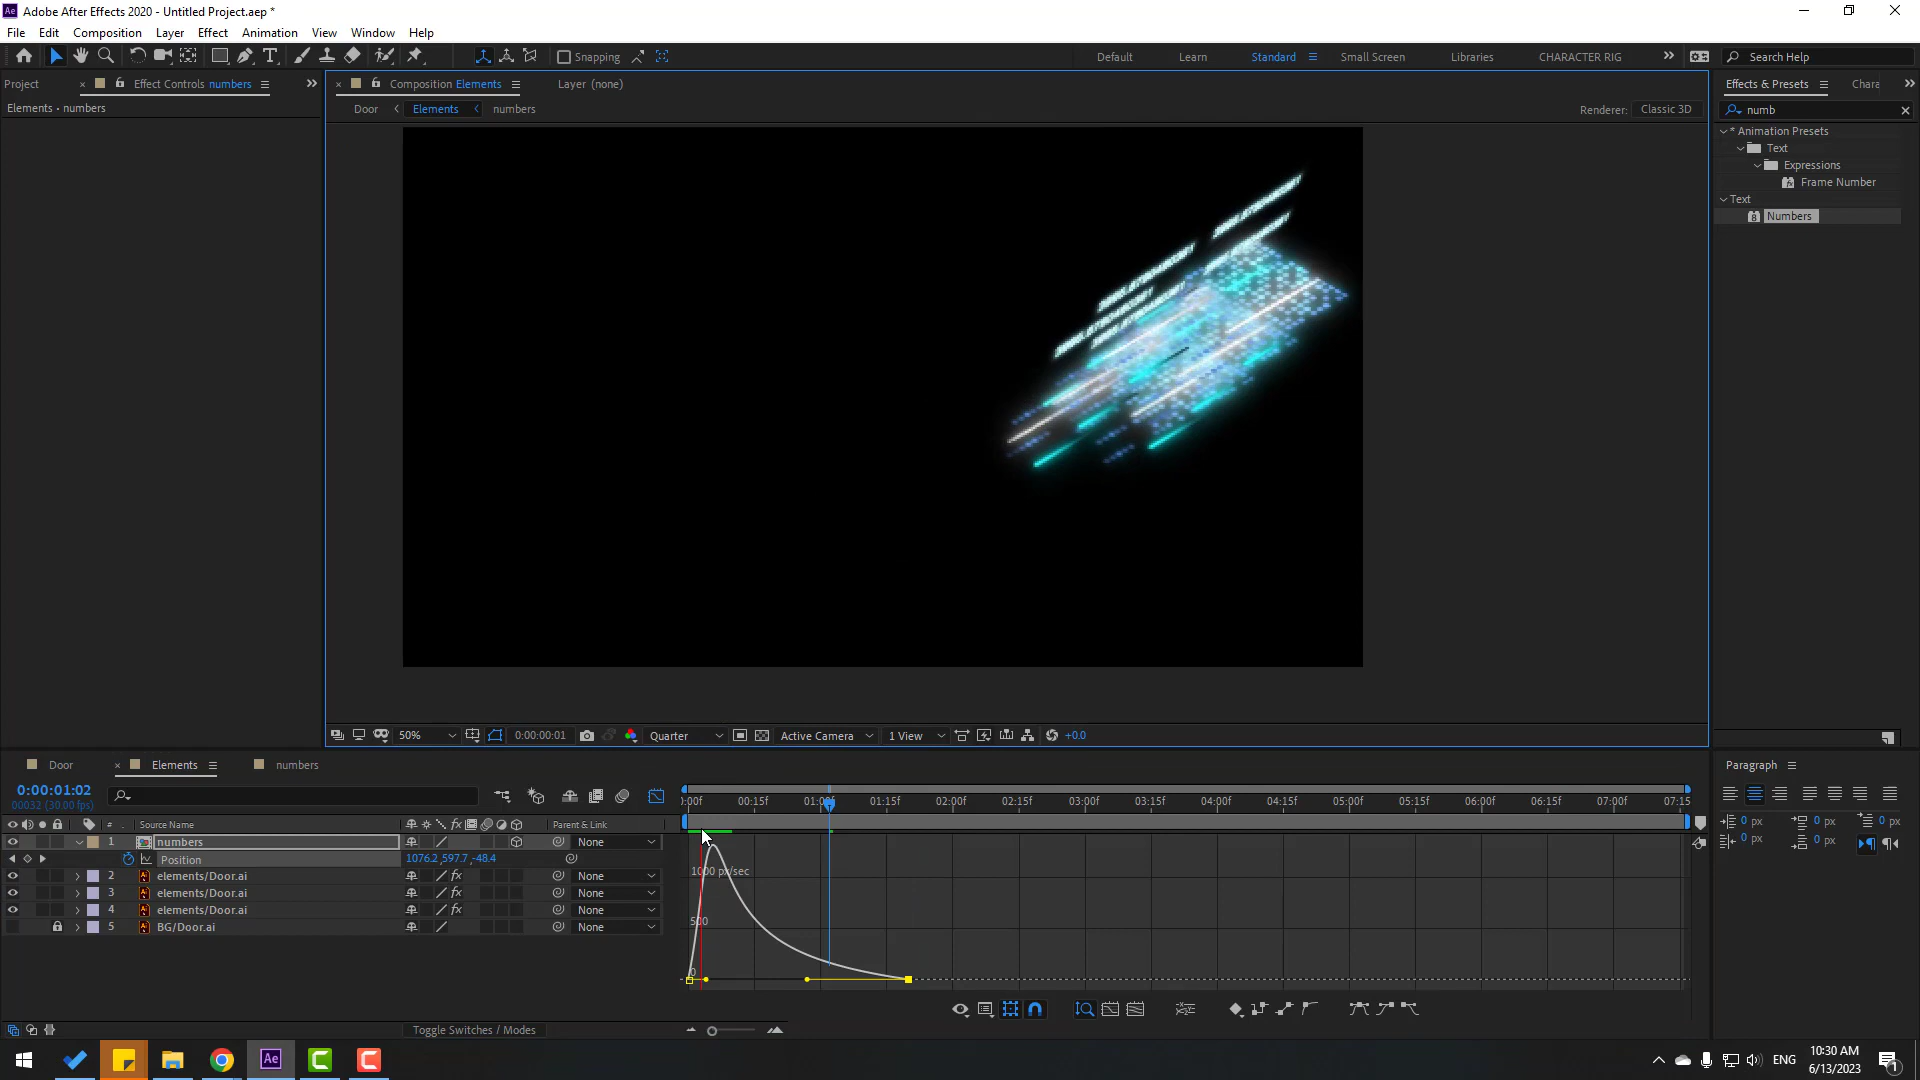 Adobe After Effects 2020 - Untitled Project.aep *
File Edit Composition Layer Effect Animation View Window Help
Snapping
Default Learn Standard Small Screen Libraries CHARACTER RIG
Search Help
Project
Effect Controls numbers
Elements • numbers
Composition Elements
Layer (none)
Door Elements numbers
Renderer: Classic 3D
Effects & Presets
Chara
numb
* Animation Presets
Text
Expressions
Frame Number
Text
Numbers
50%
0:00:00:01
Quarter
Active Camera
1 View
+0.0
Door
Elements
numbers
0:00:01:02
00032 (30.00 fps)
# Source Name
Parent & Link
1 numbers None
Position 1076.2,597.7,-48.4
2 elements/Door.ai None
3 elements/Door.ai None
4 elements/Door.ai None
5 BG/Door.ai None
Toggle Switches / Modes
0:00f 00:15f 01:00f 01:15f 02:00f 02:15f 03:00f 03:15f 04:00f 04:15f 05:00f 05:15f 06:00f 06:15f 07:00f 07:15
1000 px/sec
500
0
Paragraph
0 px 0 px 0 px
0 px 0 px
ENG
10:30 AM
6/13/2023
1